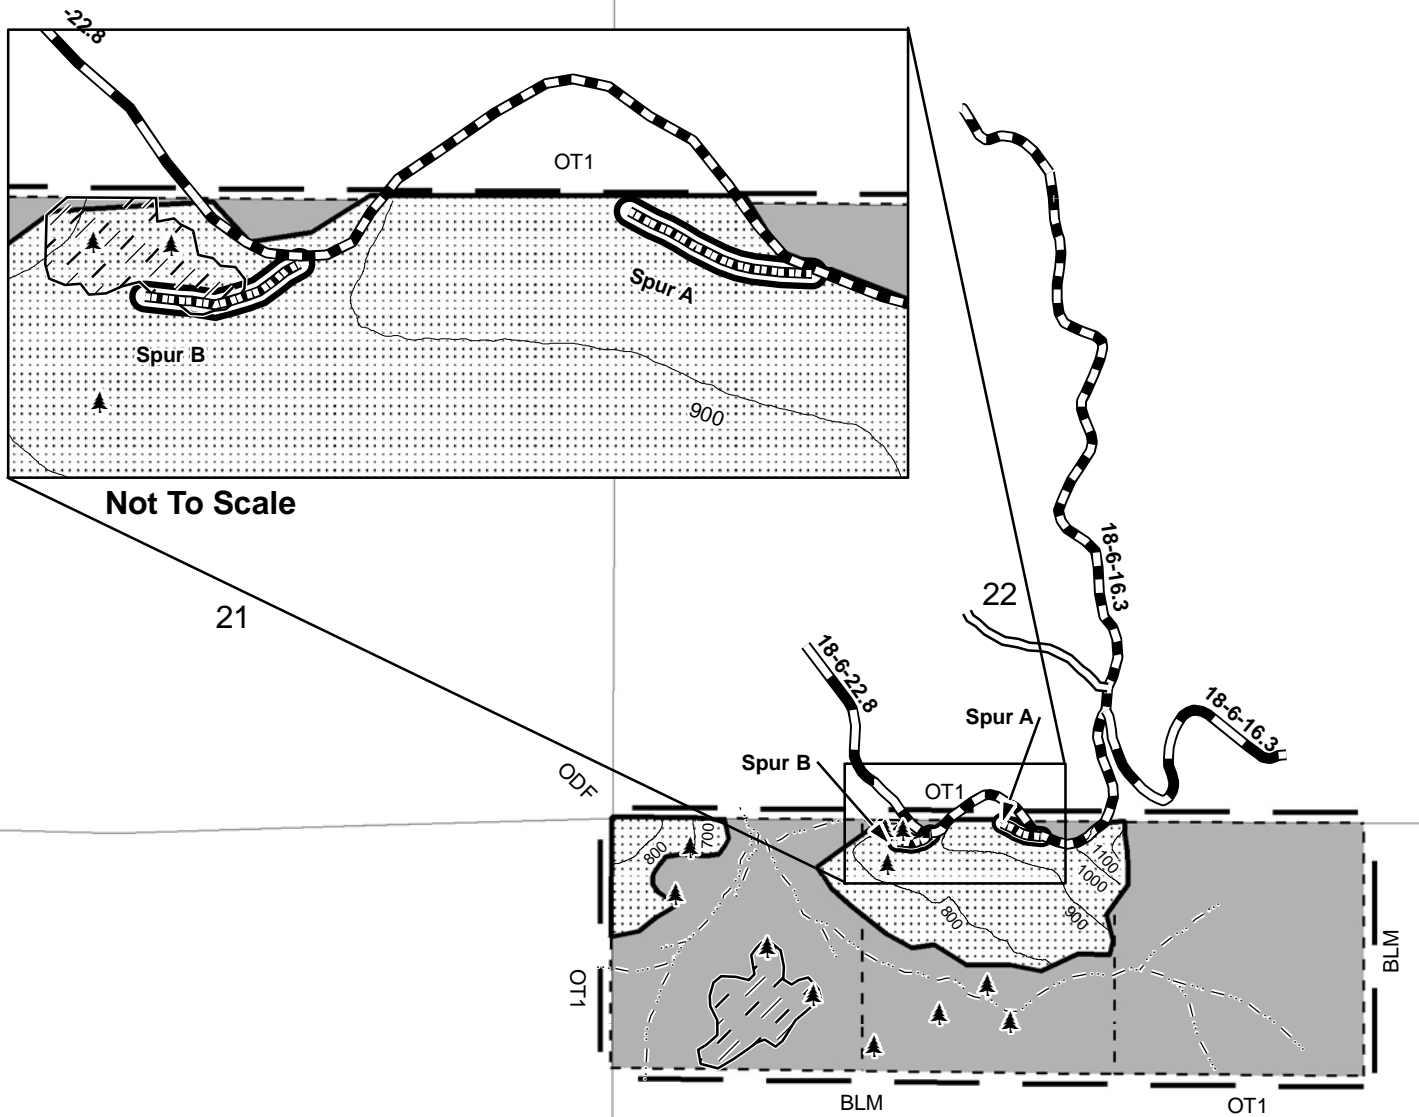 -22.8
OT1
Spur A
Spur B
900
Not To Scale
21
22
18-6-16.3
18-6-22.8
18-6-16.3
Spur A
Spur B
ODF
OT1
800
700
1100
1000
900
800
OT1
BLM
BLM
OT1